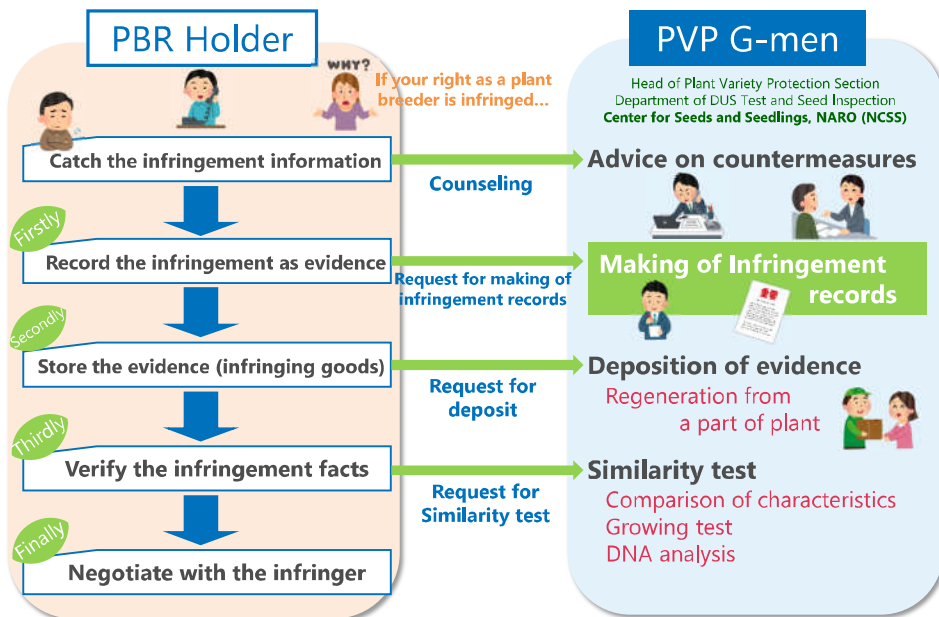 PBR Holder
WHY?
If your right as a plant
breeder is infringed...
Catch the infringement information
Firstly
Record the infringement as evidence
Secondly
Store the evidence (infringing goods)
Thirdly
Verify the infringement facts
Finally
Negotiate with the infringer
Counseling
Request for making of
infringement records
Request for
deposit
Request for
Similarity test
PVP G-men
Head of Plant Variety Protection Section
Department of DUS Test and Seed Inspection
Center for Seeds and Seedlings, NARO (NCSS)
Advice on countermeasures
Making of Infringement
records
重要
Deposition of evidence
Regeneration from
a part of plant
Similarity test
Comparison of characteristics
Growing test
DNA analysis